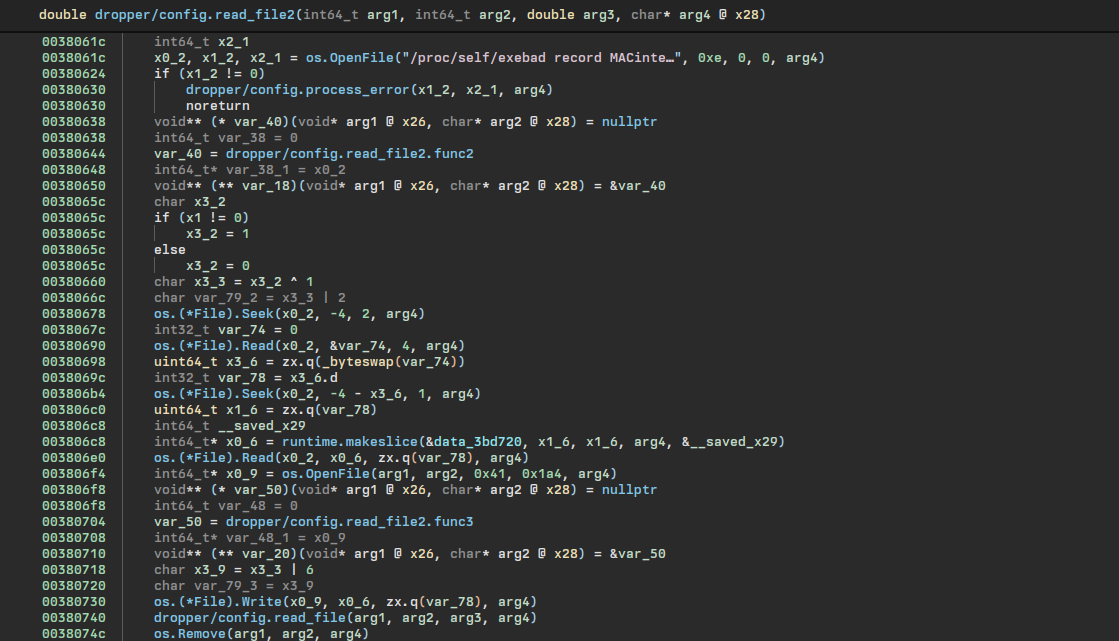 double dropper/config.read_file2(int64_t arg1, int64_t arg2, double arg3, char* arg4 @ x28)
0038061c int64_t x2_1
0038061c x0_2, x1_2, x2_1 = os.OpenFile("/proc/self/exebad record MACinte…", 0xe, 0, 0, arg4)
00380624 if (x1_2 != 0)
00380630 dropper/config.process_error(x1_2, x2_1, arg4)
00380630 noreturn
00380638 void** (* var_40)(void* arg1 @ x26, char* arg2 @ x28) = nullptr
00380638 int64_t var_38 = 0
00380644 var_40 = dropper/config.read_file2.func2
00380648 int64_t* var_38_1 = x0_2
00380650 void** (** var_18)(void* arg1 @ x26, char* arg2 @ x28) = &var_40
0038065c char x3_2
0038065c if (x1 != 0)
0038065c x3_2 = 1
0038065c else
0038065c x3_2 = 0
00380660 char x3_3 = x3_2 ^ 1
0038066c char var_79_2 = x3_3 | 2
00380678 os.(*File).Seek(x0_2, -4, 2, arg4)
0038067c int32_t var_74 = 0
00380690 os.(*File).Read(x0_2, &var_74, 4, arg4)
00380698 uint64_t x3_6 = zx.q(_byteswap(var_74))
0038069c int32_t var_78 = x3_6.d
003806b4 os.(*File).Seek(x0_2, -4 - x3_6, 1, arg4)
003806c0 uint64_t x1_6 = zx.q(var_78)
003806c8 int64_t __saved_x29
003806c8 int64_t* x0_6 = runtime.makeslice(&data_3bd720, x1_6, x1_6, arg4, &__saved_x29)
003806e0 os.(*File).Read(x0_2, x0_6, zx.q(var_78), arg4)
003806f4 int64_t* x0_9 = os.OpenFile(arg1, arg2, 0x41, 0x1a4, arg4)
003806f8 void** (* var_50)(void* arg1 @ x26, char* arg2 @ x28) = nullptr
003806f8 int64_t var_48 = 0
00380704 var_50 = dropper/config.read_file2.func3
00380708 int64_t* var_48_1 = x0_9
00380710 void** (** var_20)(void* arg1 @ x26, char* arg2 @ x28) = &var_50
00380718 char x3_9 = x3_3 | 6
00380720 char var_79_3 = x3_9
00380730 os.(*File).Write(x0_9, x0_6, zx.q(var_78), arg4)
00380740 dropper/config.read_file(arg1, arg2, arg3, arg4)
0038074c os.Remove(arg1, arg2, arg4)